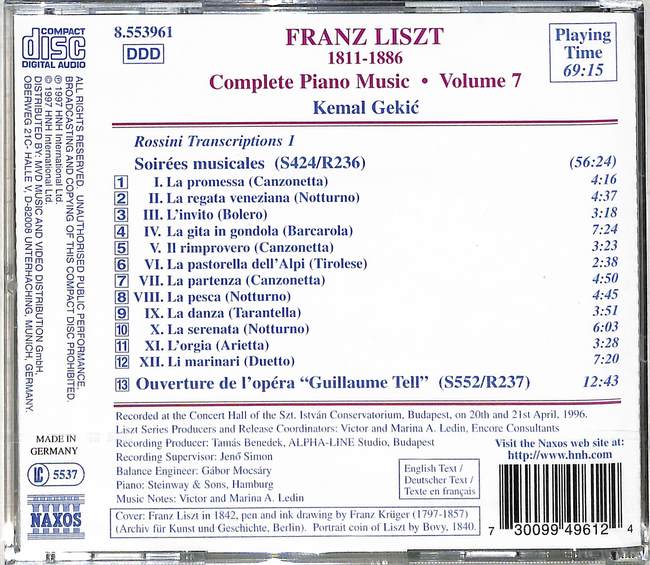 COMPACT
disc
DIGITAL AUDIO
8.553961
DDD
FRANZ LISZT
1811-1886
Complete Piano Music • Volume 7
Kemal Gekić
Playing
Time
69:15
Rossini Transcriptions 1
Soirées musicales (S424/R236) (56:24)
1 I. La promessa (Canzonetta) 4:16
2 II. La regata veneziana (Notturno) 4:37
3 III. L'invito (Bolero) 3:18
4 IV. La gita in gondola (Barcarola) 7:24
5 V. Il rimprovero (Canzonetta) 3:23
6 VI. La pastorella dell'Alpi (Tirolese) 2:38
7 VII. La partenza (Canzonetta) 4:50
8 VIII. La pesca (Notturno) 4:45
9 IX. La danza (Tarantella) 3:51
10 X. La serenata (Notturno) 6:03
11 XI. L'orgia (Arietta) 3:28
12 XII. Li marinari (Duetto) 7:20
13 Ouverture de l'opéra "Guillaume Tell" (S552/R237) 12:43
Recorded at the Concert Hall of the Szt. István Conservatorium, Budapest, on 20th and 21st April, 1996.
Liszt Series Producers and Release Coordinators: Victor and Marina A. Ledin, Encore Consultants
Recording Producer: Tamás Benedek, ALPHA-LINE Studio, Budapest
Recording Supervisor: Jenő Simon
Balance Engineer: Gábor Mocsáry
Piano: Steinway & Sons, Hamburg
Music Notes: Victor and Marina A. Ledin
English Text /
Deutscher Text /
Texte en français
Visit the Naxos web site at:
http://www.hnh.com
Cover: Franz Liszt in 1842, pen and ink drawing by Franz Krüger (1797-1857)
(Archiv für Kunst und Geschichte, Berlin). Portrait coin of Liszt by Bovy, 1840.
7 30099 49612 4
ALL RIGHTS RESERVED. UNAUTHORISED PUBLIC PERFORMANCE,
BROADCASTING AND COPYING OF THIS COMPACT DISC PROHIBITED.
℗ 1997 HNH International Ltd.
© 1997 HNH International Ltd.
DISTRIBUTED BY: MVD MUSIC AND VIDEO DISTRIBUTION GmbH,
OBERWEG 21C- HALLE V, D-82008 UNTERHACHING, MUNICH, GERMANY.
MADE IN
GERMANY
LC 5537
NAXOS